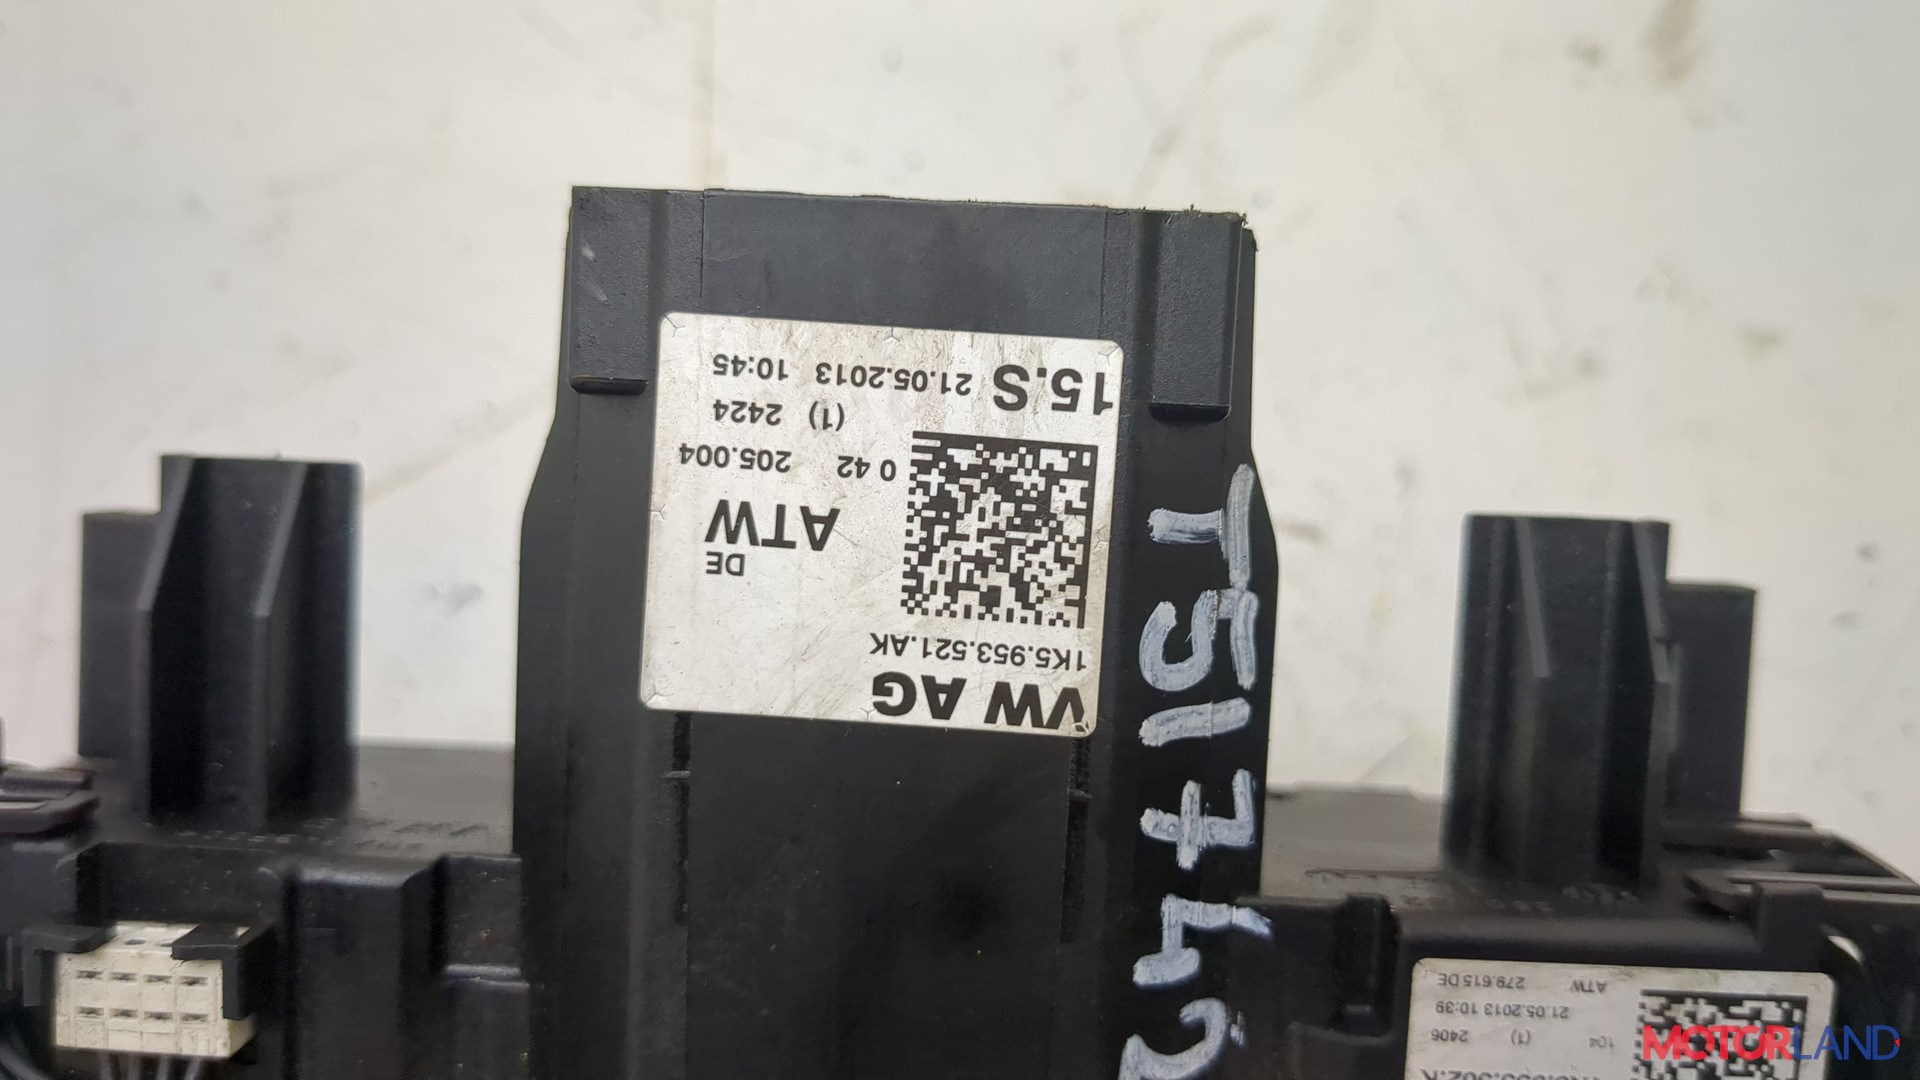 VW AG
1K5.953.521.AK
DE
ATW
0 42 205.004
(1) 2424
15.S 21.05.2013 10:45
104 (1) 2406
21.05.2013 10:39
ATW 279.615 DE
MOTORLAND